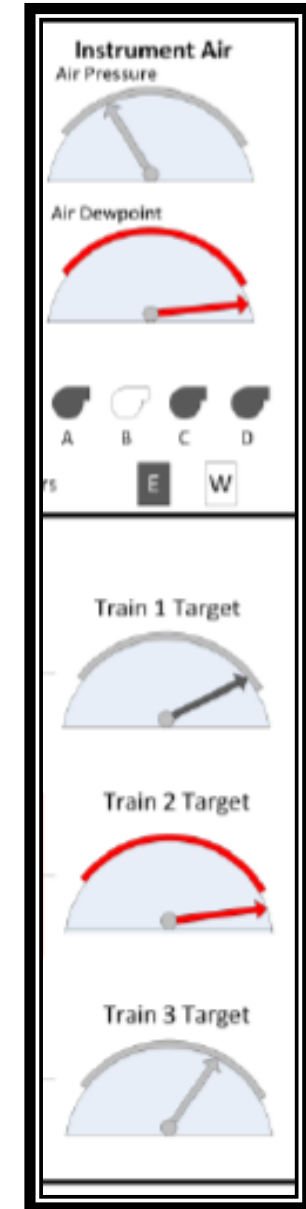 Instrument Air
Air Pressure
Air Dewpoint
A B C D
rs E W
Train 1 Target
Train 2 Target
Train 3 Target